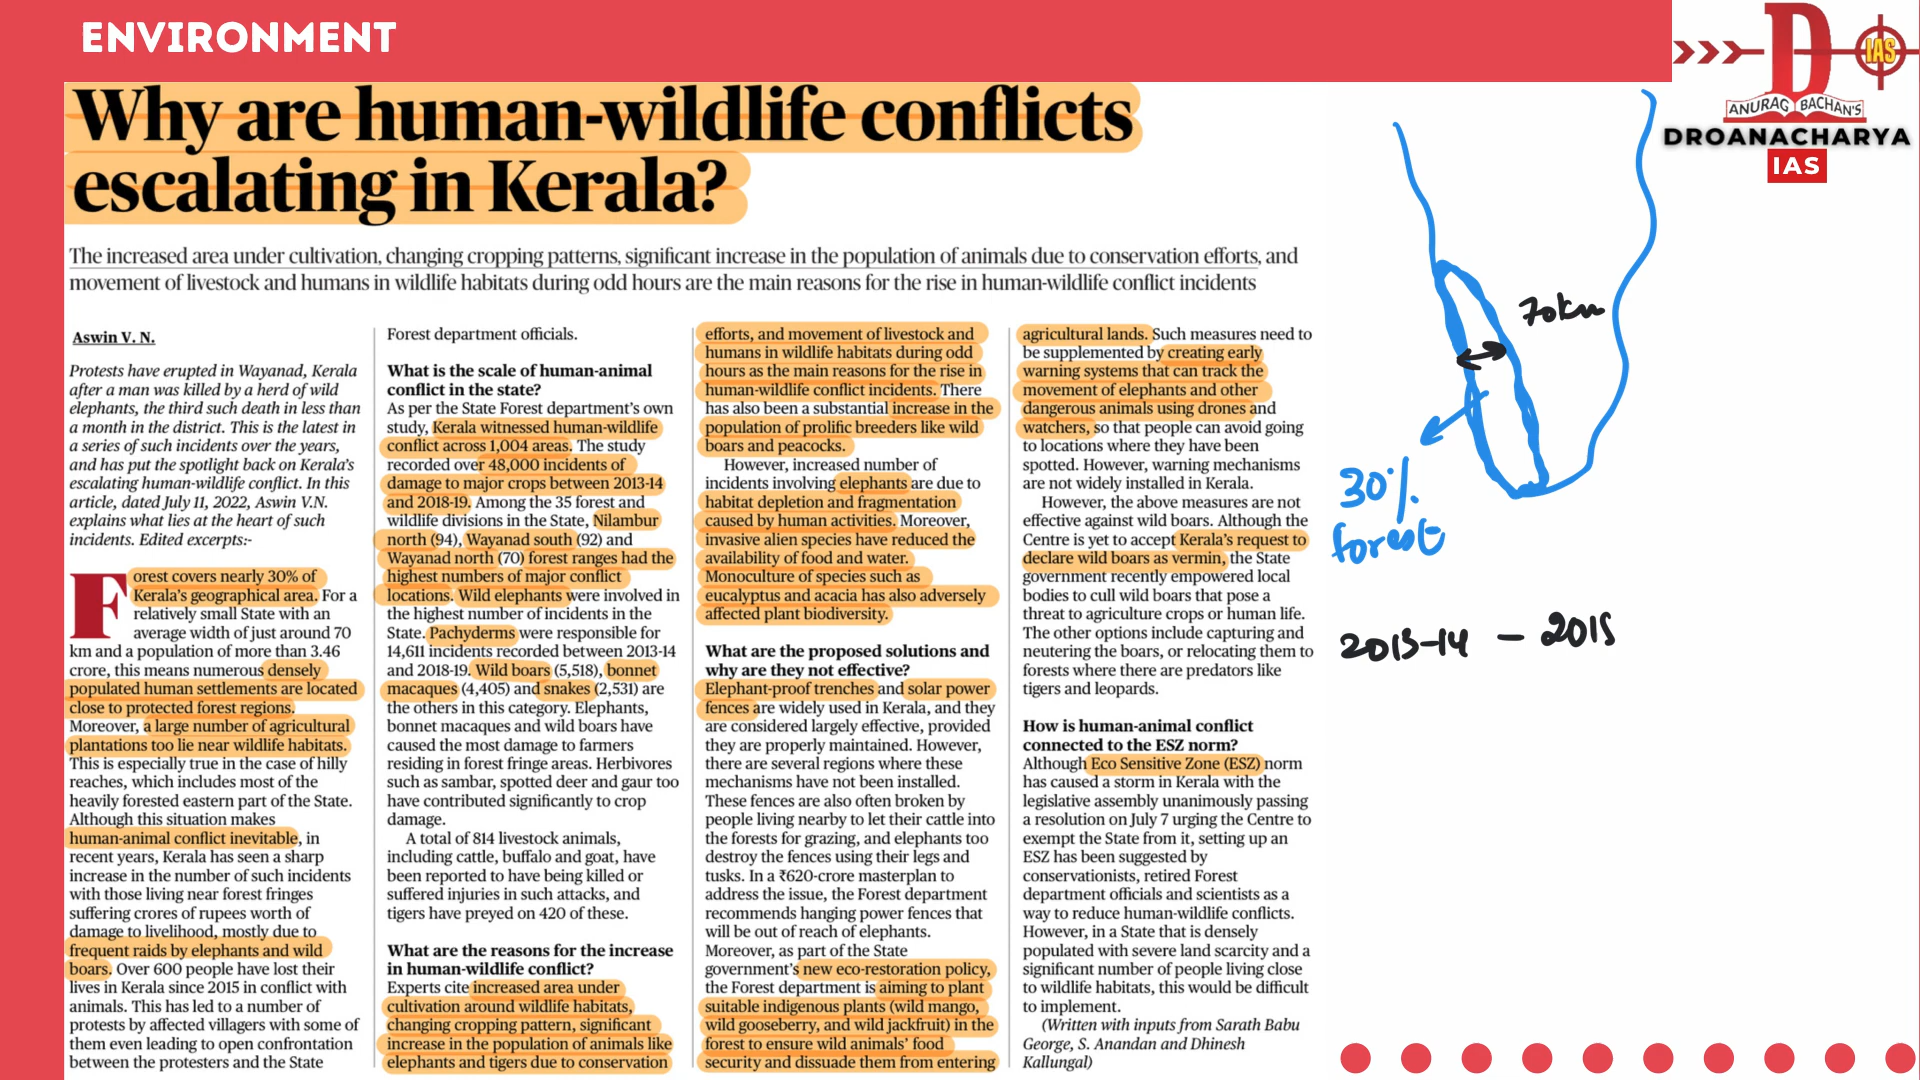 ENVIRONMENT
IAS
ANURAG BACHAN'S
DROANACHARYA
IAS
Why are human-wildlife conflicts
escalating in Kerala?
The increased area under cultivation, changing cropping patterns, significant increase in the population of animals due to conservation efforts, and
movement of livestock and humans in wildlife habitats during odd hours are the main reasons for the rise in human-wildlife conflict incidents
Aswin V. N.
Protests have erupted in Wayanad, Kerala
after a man was killed by a herd of wild
elephants, the third such death in less than
a month in the district. This is the latest in
a series of such incidents over the years,
and has put the spotlight back on Kerala's
escalating human-wildlife conflict. In this
article, dated July 11, 2022, Aswin V.N.
explains what lies at the heart of such
incidents. Edited excerpts:-
Forest covers nearly 30% of
Kerala's geographical area. For a
relatively small State with an
average width of just around 70
km and a population of more than 3.46
crore, this means numerous densely
populated human settlements are located
close to protected forest regions.
Moreover, a large number of agricultural
plantations too lie near wildlife habitats.
This is especially true in the case of hilly
reaches, which includes most of the
heavily forested eastern part of the State.
Although this situation makes
human-animal conflict inevitable, in
recent years, Kerala has seen a sharp
increase in the number of such incidents
with those living near forest fringes
suffering crores of rupees worth of
damage to livelihood, mostly due to
frequent raids by elephants and wild
boars. Over 600 people have lost their
lives in Kerala since 2015 in conflict with
animals. This has led to a number of
protests by affected villagers with some of
them even leading to open confrontation
between the protesters and the State
Forest department officials.
What is the scale of human-animal
conflict in the state?
As per the State Forest department's own
study, Kerala witnessed human-wildlife
conflict across 1,004 areas. The study
recorded over 48,000 incidents of
damage to major crops between 2013-14
and 2018-19. Among the 35 forest and
wildlife divisions in the State, Nilambur
north (94), Wayanad south (92) and
Wayanad north (70) forest ranges had the
highest numbers of major conflict
locations. Wild elephants were involved in
the highest number of incidents in the
State. Pachyderms were responsible for
14,611 incidents recorded between 2013-14
and 2018-19. Wild boars (5,518), bonnet
macaques (4,405) and snakes (2,531) are
the others in this category. Elephants,
bonnet macaques and wild boars have
caused the most damage to farmers
residing in forest fringe areas. Herbivores
such as sambar, spotted deer and gaur too
have contributed significantly to crop
damage.
A total of 814 livestock animals,
including cattle, buffalo and goat, have
been reported to have being killed or
suffered injuries in such attacks, and
tigers have preyed on 420 of these.
What are the reasons for the increase
in human-wildlife conflict?
Experts cite increased area under
cultivation around wildlife habitats,
changing cropping pattern, significant
increase in the population of animals like
elephants and tigers due to conservation
efforts, and movement of livestock and
humans in wildlife habitats during odd
hours as the main reasons for the rise in
human-wildlife conflict incidents. There
has also been a substantial increase in the
population of prolific breeders like wild
boars and peacocks.
However, increased number of
incidents involving elephants are due to
habitat depletion and fragmentation
caused by human activities. Moreover,
invasive alien species have reduced the
availability of food and water.
Monoculture of species such as
eucalyptus and acacia has also adversely
affected plant biodiversity.
What are the proposed solutions and
why are they not effective?
Elephant-proof trenches and solar power
fences are widely used in Kerala, and they
are considered largely effective, provided
they are properly maintained. However,
there are several regions where these
mechanisms have not been installed.
These fences are also often broken by
people living nearby to let their cattle into
the forests for grazing, and elephants too
destroy the fences using their legs and
tusks. In a ₹620-crore masterplan to
address the issue, the Forest department
recommends hanging power fences that
will be out of reach of elephants.
Moreover, as part of the State
government's new eco-restoration policy,
the Forest department is aiming to plant
suitable indigenous plants (wild mango,
wild gooseberry, and wild jackfruit) in the
forest to ensure wild animals' food
security and dissuade them from entering
agricultural lands. Such measures need to
be supplemented by creating early
warning systems that can track the
movement of elephants and other
dangerous animals using drones and
watchers, so that people can avoid going
to locations where they have been
spotted. However, warning mechanisms
are not widely installed in Kerala.
However, the above measures are not
effective against wild boars. Although the
Centre is yet to accept Kerala's request to
declare wild boars as vermin, the State
government recently empowered local
bodies to cull wild boars that pose a
threat to agriculture crops or human life.
The other options include capturing and
neutering the boars, or relocating them to
forests where there are predators like
tigers and leopards.
How is human-animal conflict
connected to the ESZ norm?
Although Eco Sensitive Zone (ESZ) norm
has caused a storm in Kerala with the
legislative assembly unanimously passing
a resolution on July 7 urging the Centre to
exempt the State from it, setting up an
ESZ has been suggested by
conservationists, retired Forest
department officials and scientists as a
way to reduce human-wildlife conflicts.
However, in a State that is densely
populated with severe land scarcity and a
significant number of people living close
to wildlife habitats, this would be difficult
to implement.
(Written with inputs from Sarath Babu
George, S. Anandan and Dhinesh
Kallungal)
70km
30%
forest
2013-14 - 2015